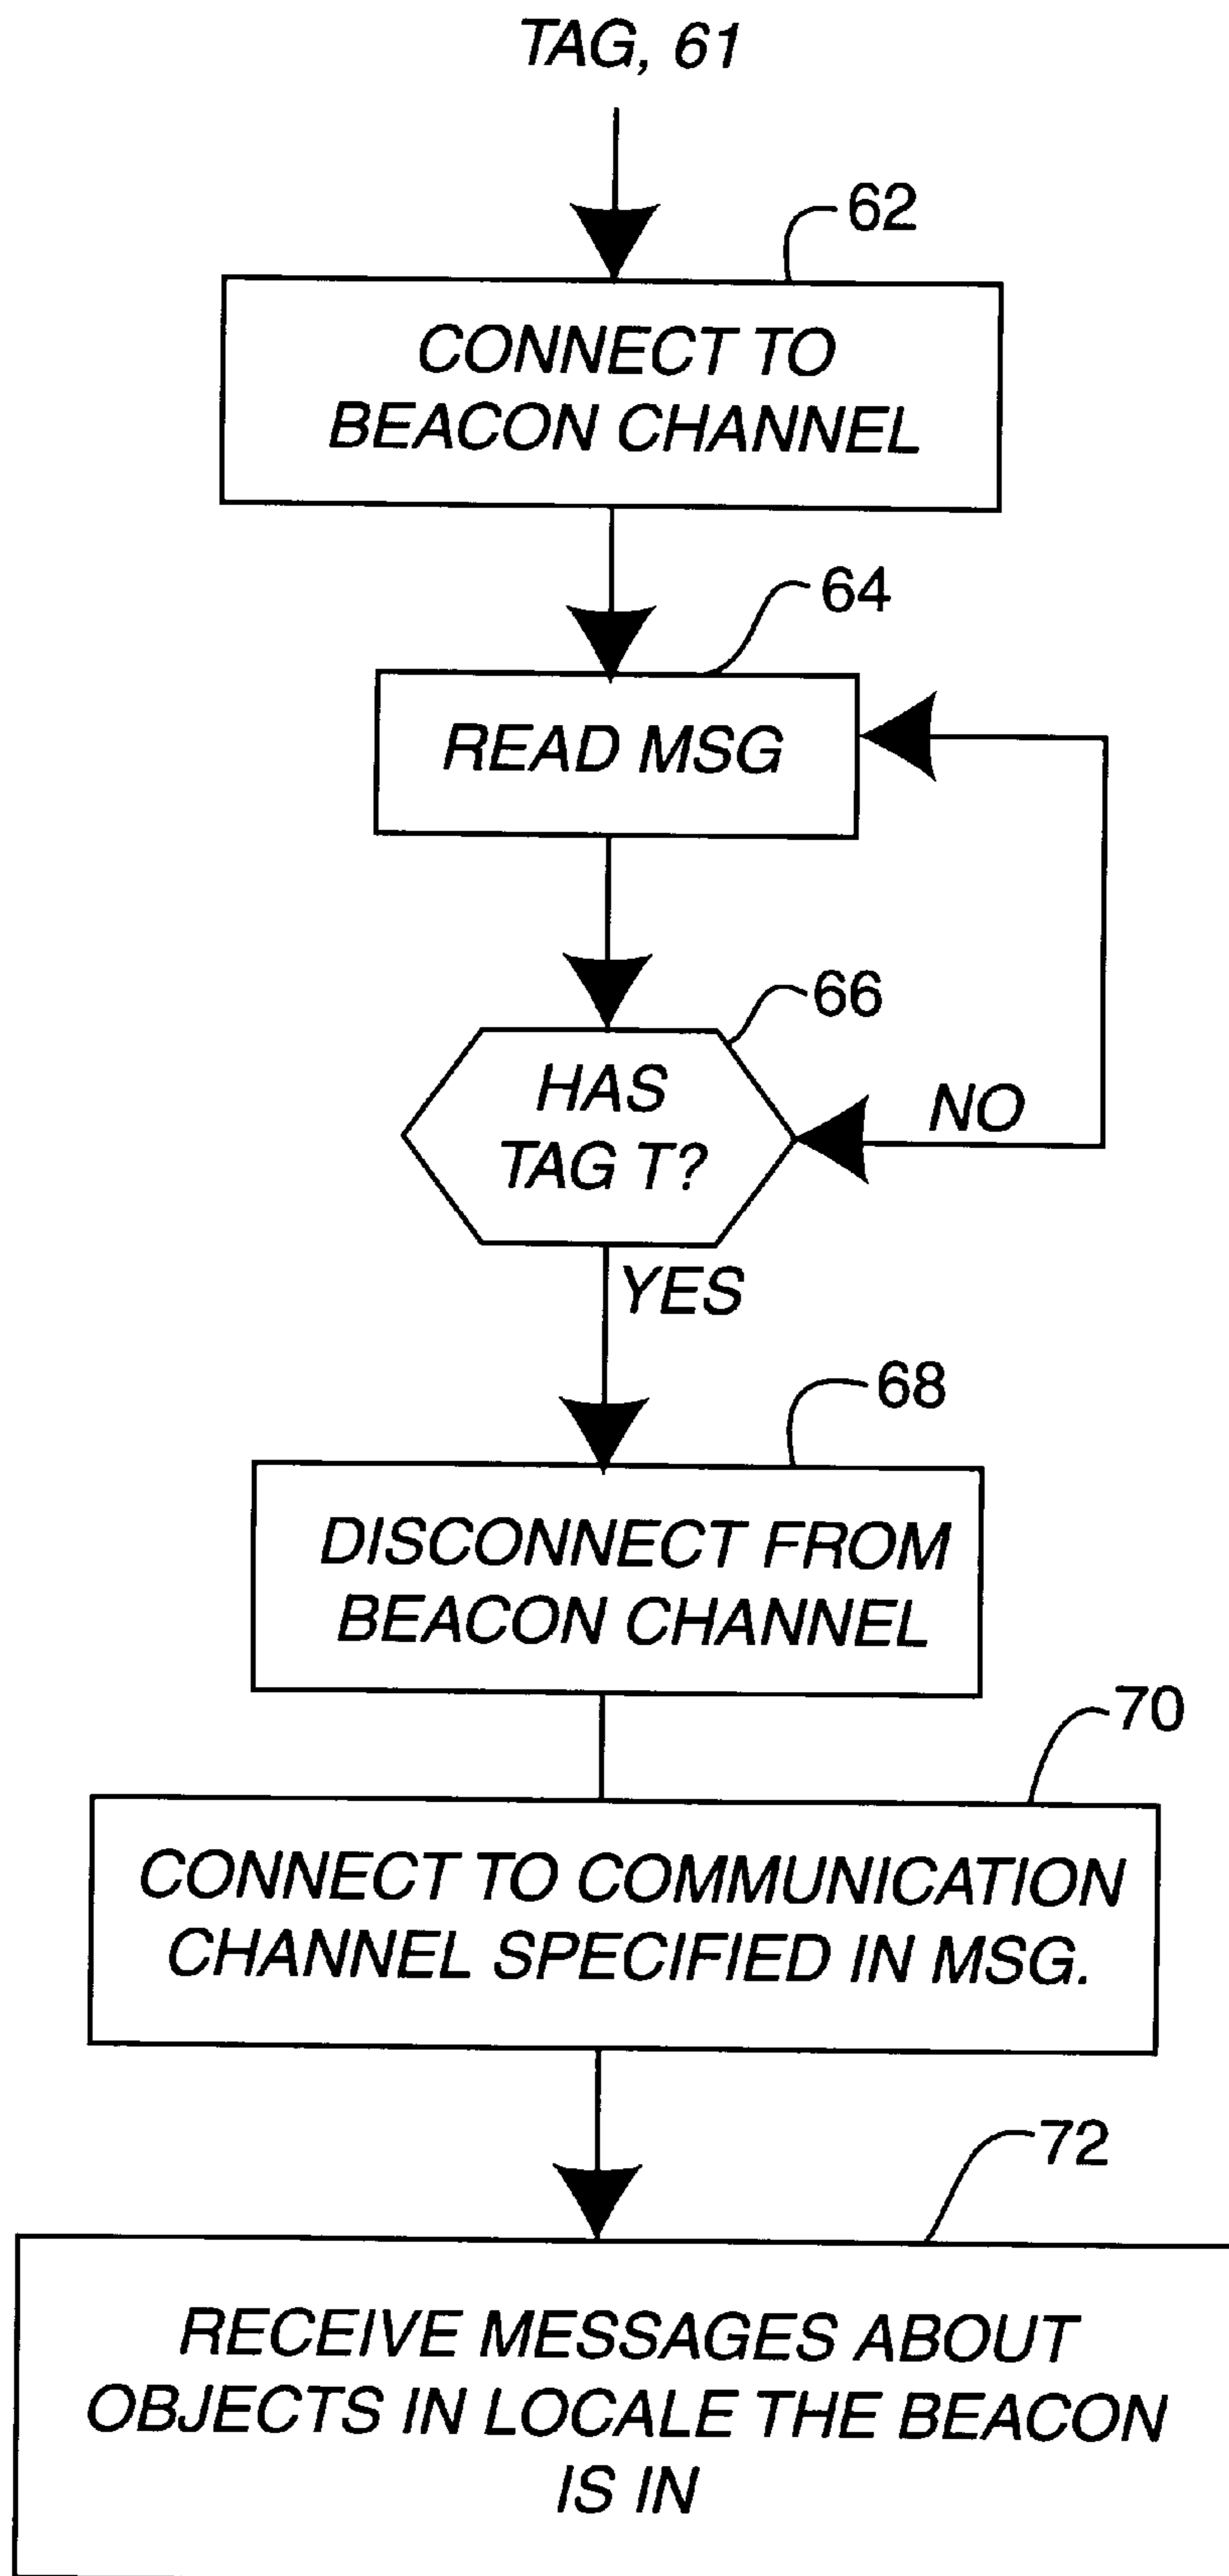 TAG, 61
62
CONNECT TO
BEACON CHANNEL
64
READ MSG
66
HAS
TAG T?
NO
YES
68
DISCONNECT FROM
BEACON CHANNEL
70
CONNECT TO COMMUNICATION
CHANNEL SPECIFIED IN MSG.
72
RECEIVE MESSAGES ABOUT
OBJECTS IN LOCALE THE BEACON
IS IN